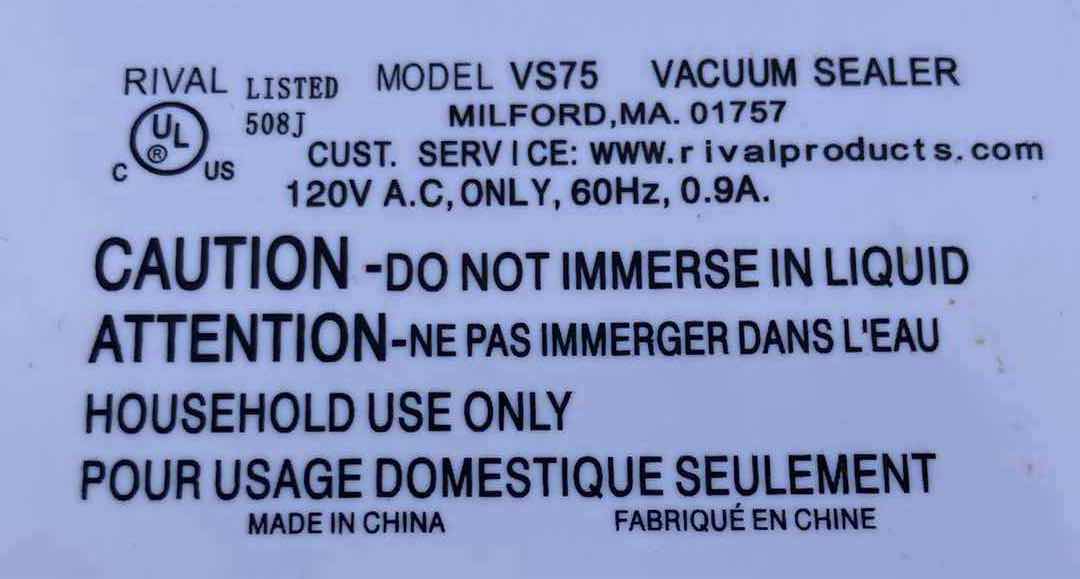 RIVAL LISTED MODEL VS75 VACUUM SEALER
UL 508J MILFORD,MA. 01757
®
C US CUST. SERVICE: WWW.rivalproducts.com
120V A.C,ONLY, 60Hz, 0.9A.
CAUTION -DO NOT IMMERSE IN LIQUID
ATTENTION-NE PAS IMMERGER DANS L'EAU
HOUSEHOLD USE ONLY
POUR USAGE DOMESTIQUE SEULEMENT
MADE IN CHINA FABRIQUÉ EN CHINE